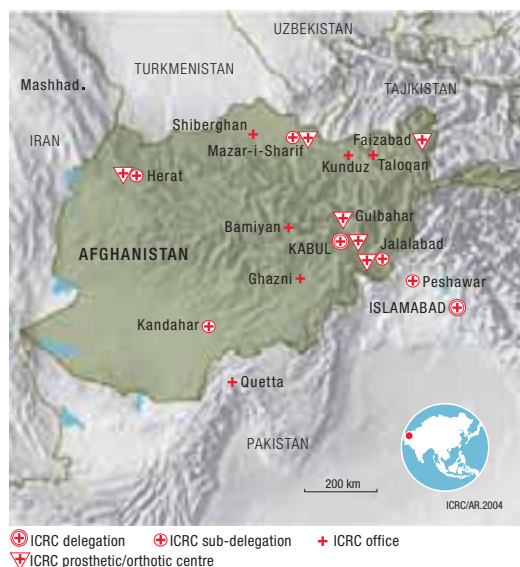 UZBEKISTAN
TURKMENISTAN
TAJIKISTAN
Mashhad
IRAN
Shiberghan
Mazar-i-Sharif
Faizabad
Kunduz
Taloqan
Herat
Gulbahar
Bamiyan
KABUL
Jalalabad
AFGHANISTAN
Ghazni
Peshawar
ISLAMABAD
Kandahar
Quetta
PAKISTAN
200 km
ICRC/AR.2004
ICRC delegation ICRC sub-delegation ICRC office
ICRC prosthetic/orthotic centre